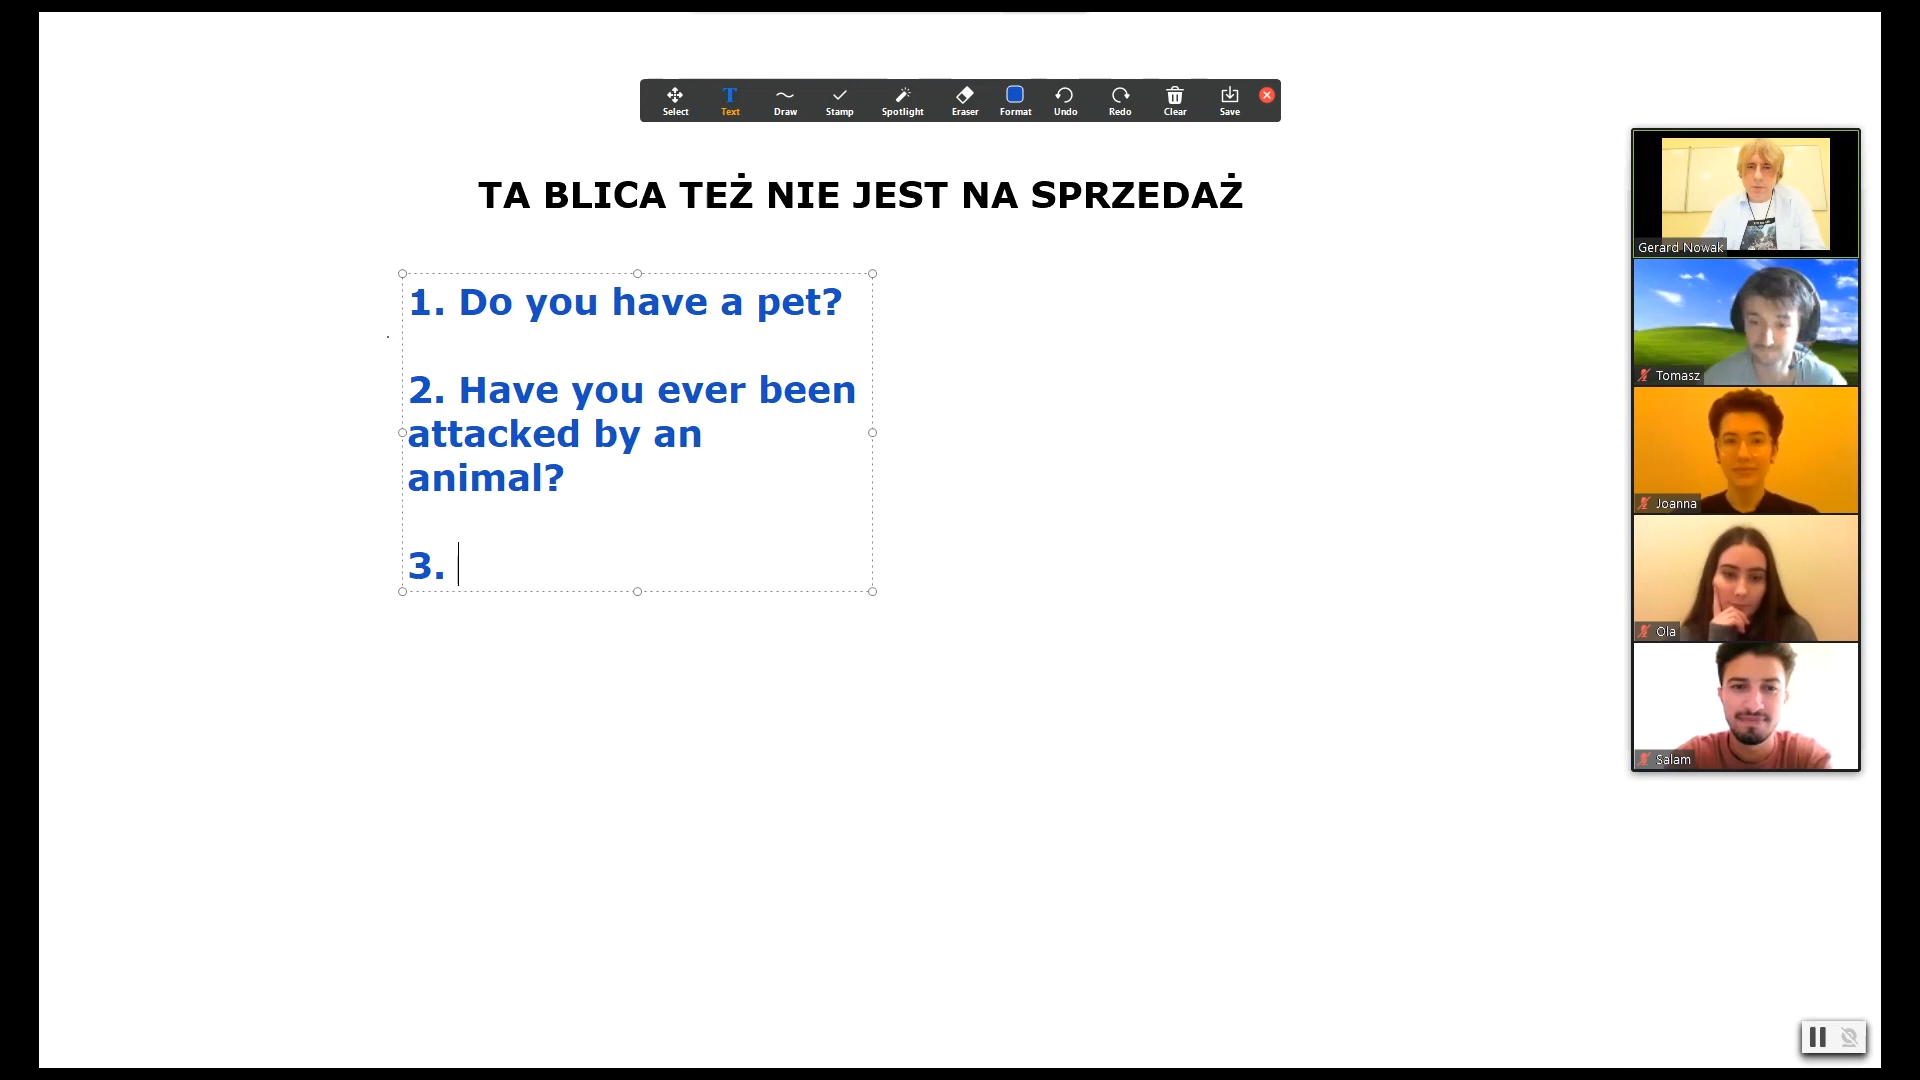 Select Text Draw Stamp Spotlight Eraser Format Undo Redo Clear Save
TA BLICA TEŻ NIE JEST NA SPRZEDAŻ
1. Do you have a pet?
2. Have you ever been
attacked by an
animal?
3.
Gerard Nowak
Tomasz
Joanna
Ola
Salam